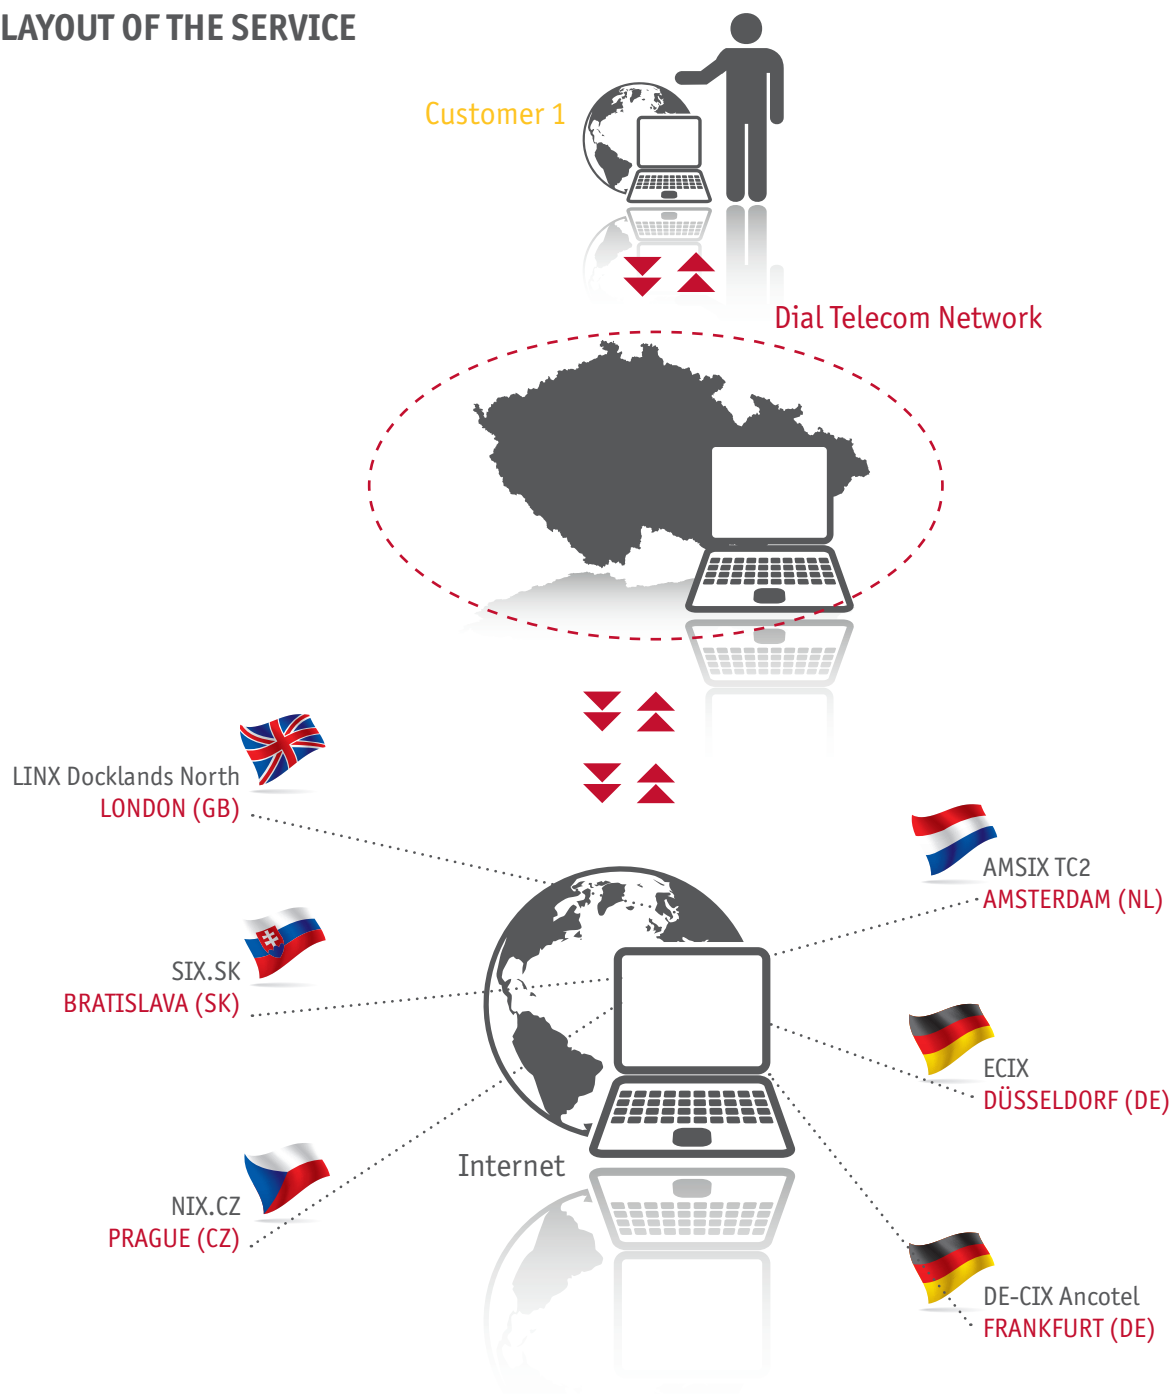 LAYOUT OF THE SERVICE
Customer 1
Dial Telecom Network
LINX Docklands North
LONDON (GB)
AMSIX TC2
AMSTERDAM (NL)
SIX.SK
BRATISLAVA (SK)
ECIX
DÜSSELDORF (DE)
Internet
NIX.CZ
PRAGUE (CZ)
DE-CIX Ancotel
FRANKFURT (DE)